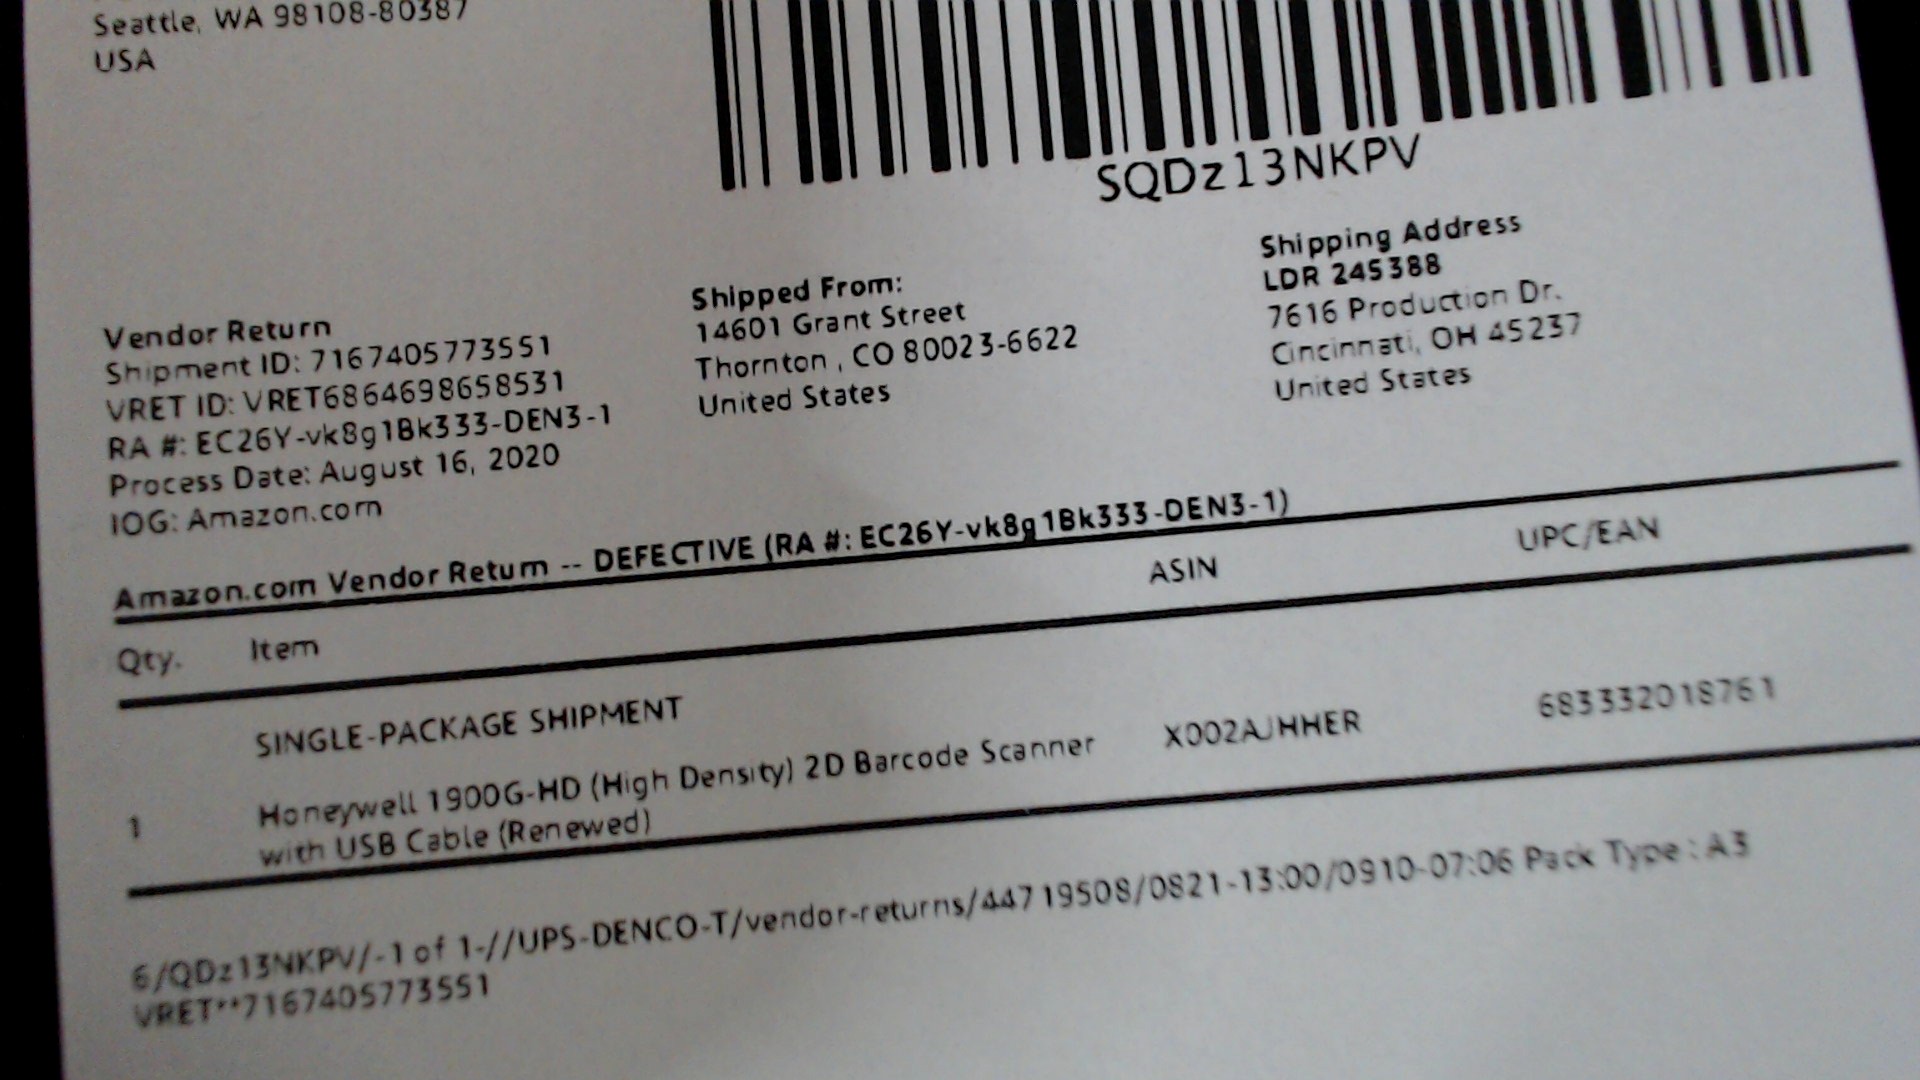 Seattle, WA 98108-80387
USA
SQDz13NKPV
Vendor Return
Shipment ID: 7167405773551
VRET ID: VRET6864698658531
RA #: EC26Y-vk8g1Bk333-DEN3-1
Process Date: August 16, 2020
IOG: Amazon.com
Shipped From:
14601 Grant Street
Thornton , CO 80023-6622
United States
Shipping Address
LDR 245388
7616 Production Dr.
Cincinnati, OH 45237
United States
Amazon.com Vendor Return -- DEFECTIVE (RA #: EC26Y-vk8g1Bk333-DEN3-1)
Qty. Item ASIN UPC/EAN
SINGLE-PACKAGE SHIPMENT
1 Honeywell 1900G-HD (High Density) 2D Barcode Scanner X002AJHHER 683332018761
with USB Cable (Renewed)
6/QDz13NKPV/-1 of 1-//UPS-DENCO-T/vendor-returns/44719508/0821-13:00/0910-07:06 Pack Type : A3
VRET**7167405773551